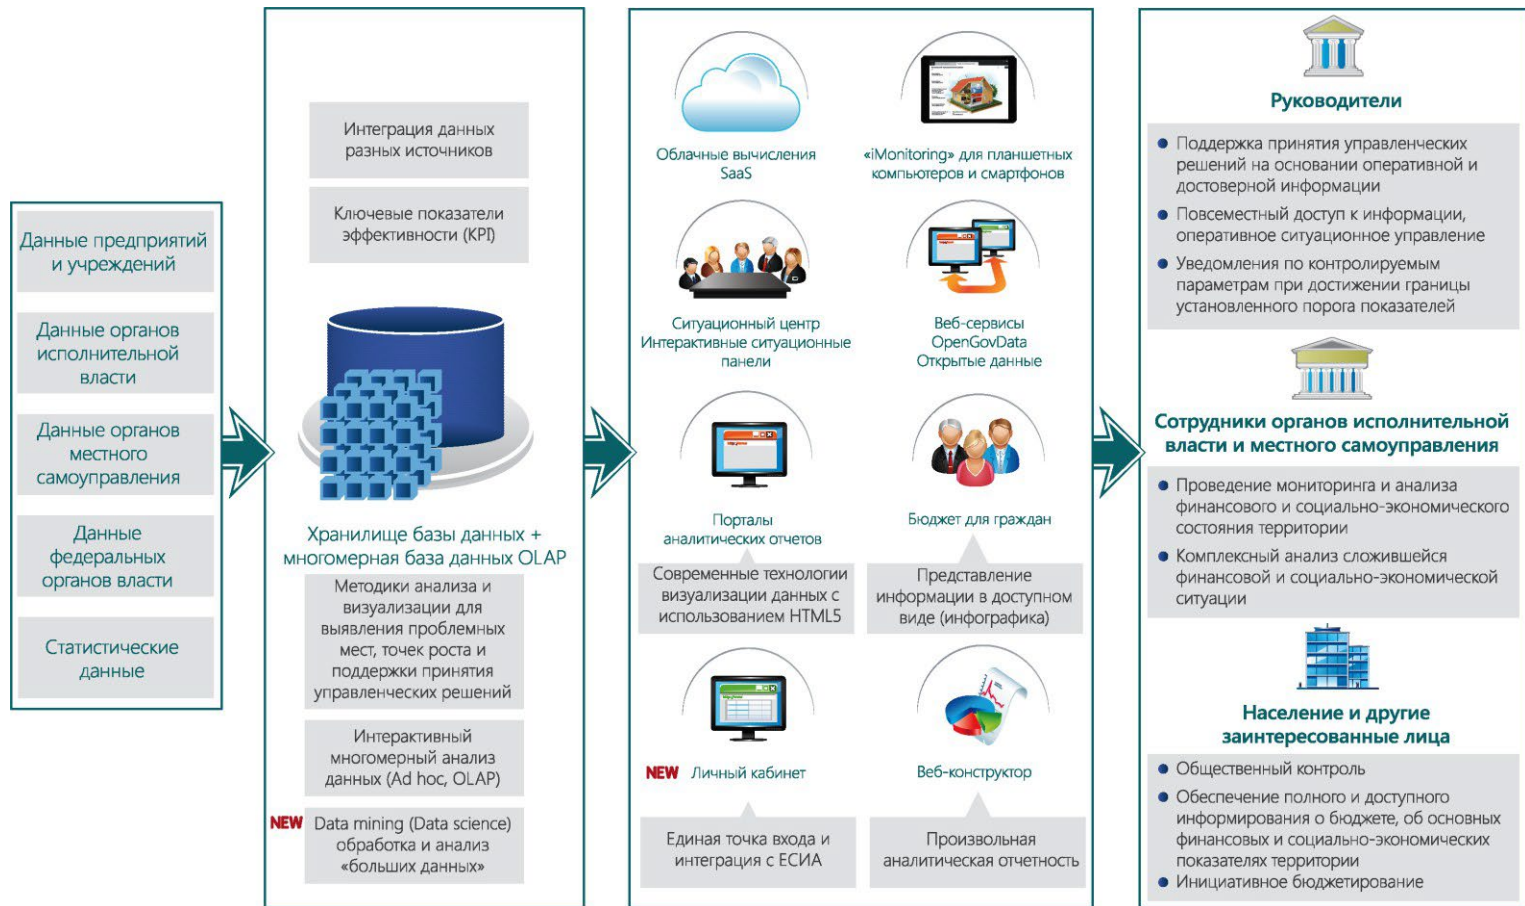 Данные предприятий
и учреждений
Данные органов
исполнительной
власти
Данные органов
местного
самоуправления
Данные
федеральных
органов власти
Статистические
данные
Интеграция данных
разных источников
Ключевые показатели
эффективности (KPI)
Хранилище базы данных +
многомерная база данных OLAP
Методики анализа и
визуализации для
выявления проблемных
мест, точек роста и
поддержки принятия
управленческих решений
Интерактивный
многомерный анализ
данных (Ad hoc, OLAP)
NEW Data mining (Data science)
обработка и анализ
«больших данных»
Облачные вычисления
SaaS
«iMonitoring» для планшетных
компьютеров и смартфонов
Ситуационный центр
Интерактивные ситуационные
панели
Веб-сервисы
OpenGovData
Открытые данные
Порталы
аналитических отчетов
Современные технологии
визуализации данных с
использованием HTML5
Бюджет для граждан
Представление
информации в доступном
виде (инфографика)
NEW Личный кабинет
Единая точка входа и
интеграция с ЕСИА
Веб-конструктор
Произвольная
аналитическая отчетность
Руководители
Поддержка принятия управленческих
решений на основании оперативной и
достоверной информации
Повсеместный доступ к информации,
оперативное ситуационное управление
Уведомления по контролируемым
параметрам при достижении границы
установленного порога показателей
Сотрудники органов исполнительной
власти и местного самоуправления
Проведение мониторинга и анализа
финансового и социально-экономического
состояния территории
Комплексный анализ сложившейся
финансовой и социально-экономической
ситуации
Население и другие
заинтересованные лица
Общественный контроль
Обеспечение полного и доступного
информирования о бюджете, об основных
финансовых и социально-экономических
показателях территории
Инициативное бюджетирование